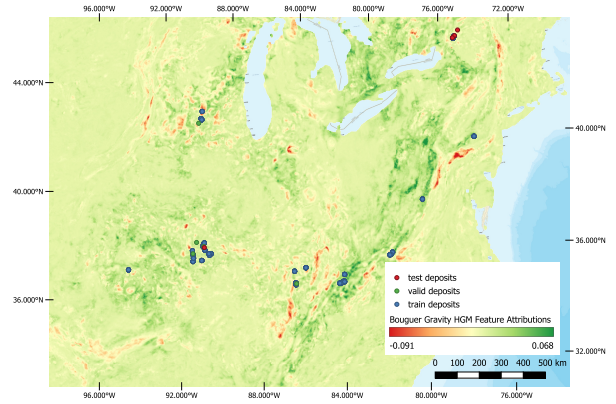 96.000°W 92.000°W 88.000°W 84.000°W 80.000°W 76.000°W 72.000°W
44.000°N
40.000°N
40.000°N
36.000°N
36.000°N
32.000°N
test deposits
valid deposits
train deposits
Bouguer Gravity HGM Feature Attributions
-0.091 0.068
0 100 200 300 400 500 km
96.000°W 92.000°W 88.000°W 84.000°W 80.000°W 76.000°W